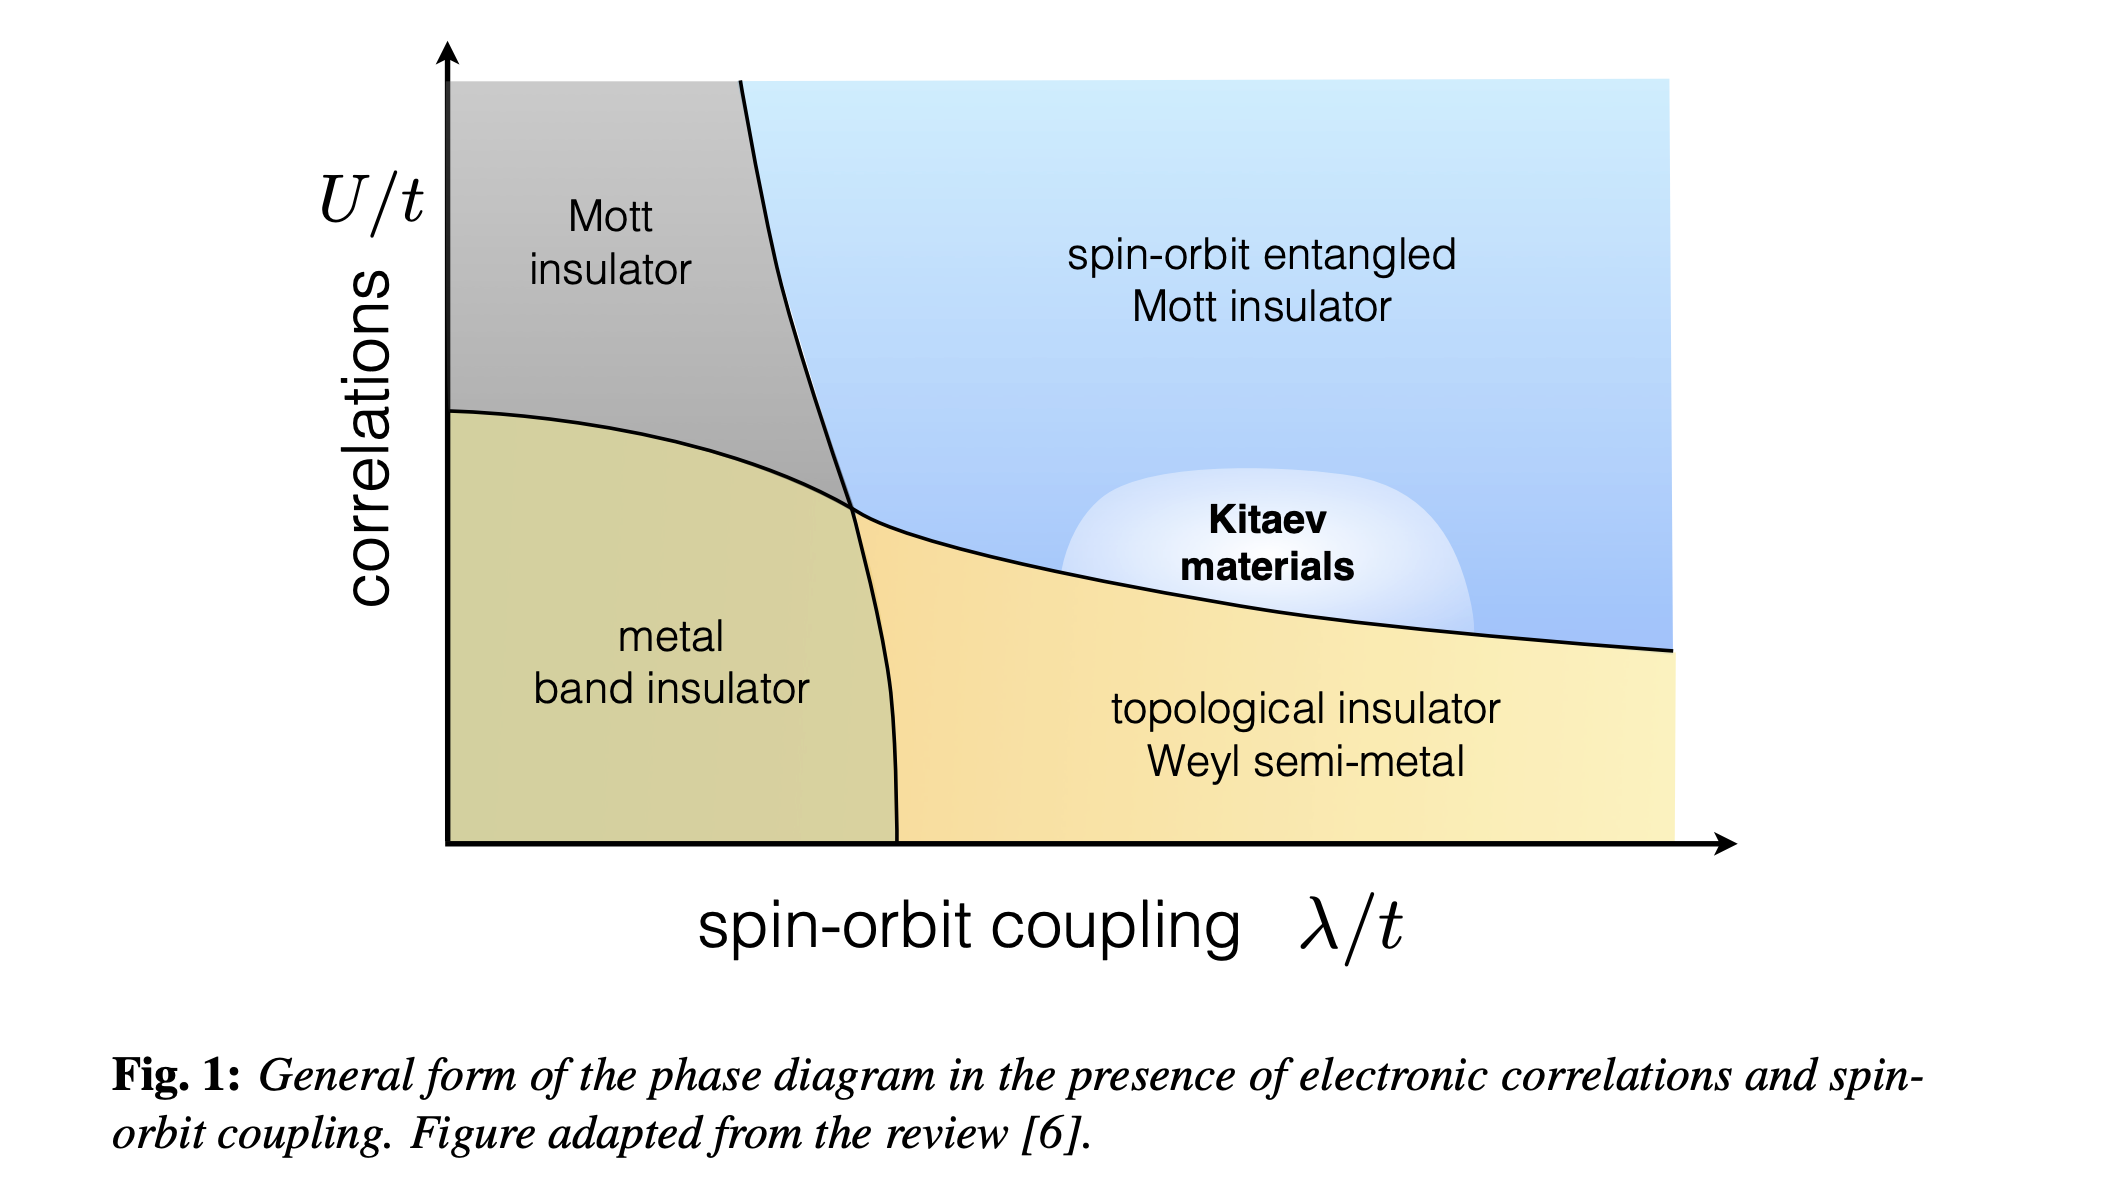 U/t
correlations
Mott
insulator
spin-orbit entangled
Mott insulator
Kitaev
materials
metal
band insulator
topological insulator
Weyl semi-metal
spin-orbit coupling λ/t
Fig. 1: General form of the phase diagram in the presence of electronic correlations and spin-
orbit coupling. Figure adapted from the review [6].